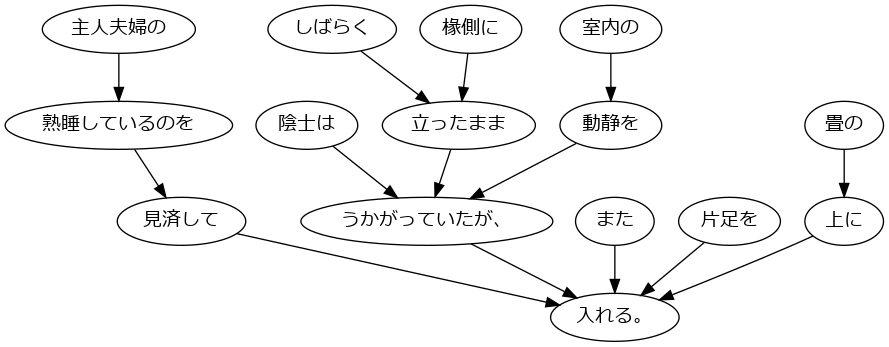 主人夫婦の
しばらく
椽側に
室内の
熟睡しているのを
陰士は
立ったまま
動静を
畳の
見済して
うかがっていたが、
また
片足を
上に
入れる。